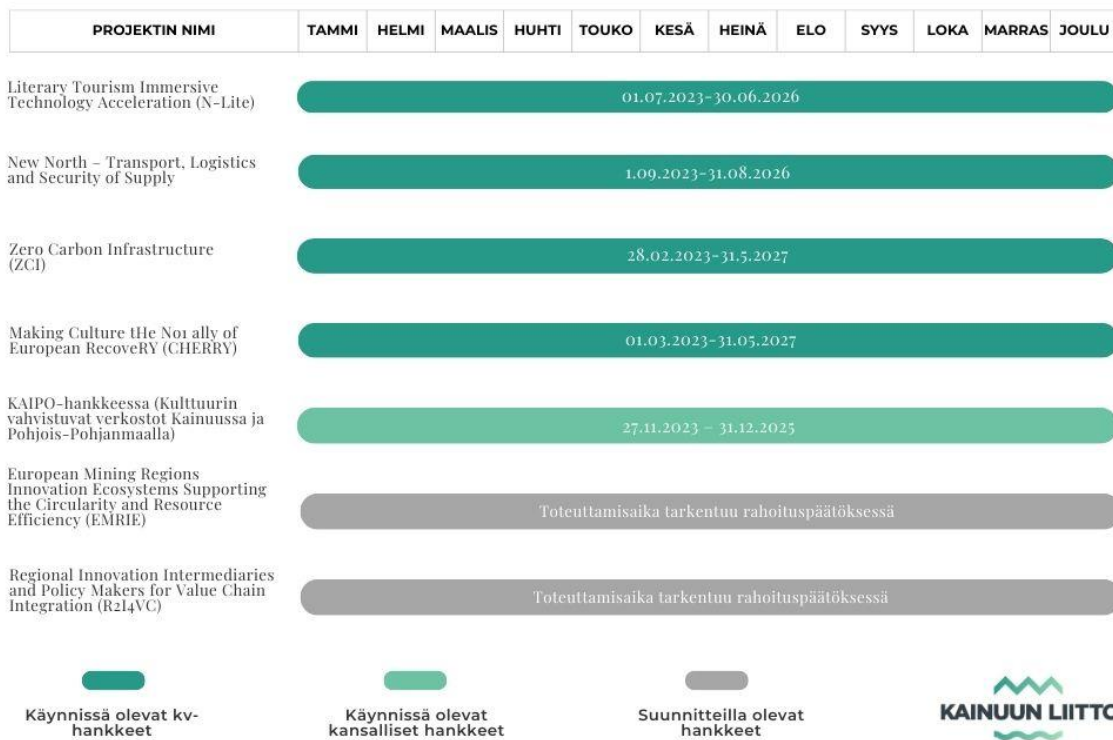 PROJEKTIN NIMI TAMMI HELMI MAALIS HUHTI TOUKO KESÄ HEINÄ ELO SYYS LOKA MARRAS JOULU
Literary Tourism Immersive
Technology Acceleration (N-Lite)
01.07.2023-30.06.2026
New North – Transport, Logistics
and Security of Supply
1.09.2023-31.08.2026
Zero Carbon Infrastructure
(ZCI)
28.02.2023-31.5.2027
Making Culture tHe No1 ally of
European RecoveRY (CHERRY)
01.03.2023-31.05.2027
KAIPO-hankkeessa (Kulttuurin
vahvistuvat verkostot Kainuussa ja
Pohjois-Pohjanmaalla)
27.11.2023 – 31.12.2025
European Mining Regions
Innovation Ecosystems Supporting
the Circularity and Resource
Efficiency (EMRIE)
Toteuttamisaika tarkentuu rahoituspäätöksessä
Regional Innovation Intermediaries
and Policy Makers for Value Chain
Integration (R2I4VC)
Toteuttamisaika tarkentuu rahoituspäätöksessä
Käynnissä olevat kv-
hankkeet
Käynnissä olevat
kansalliset hankkeet
Suunnitteilla olevat
hankkeet
KAINUUN LIITTO